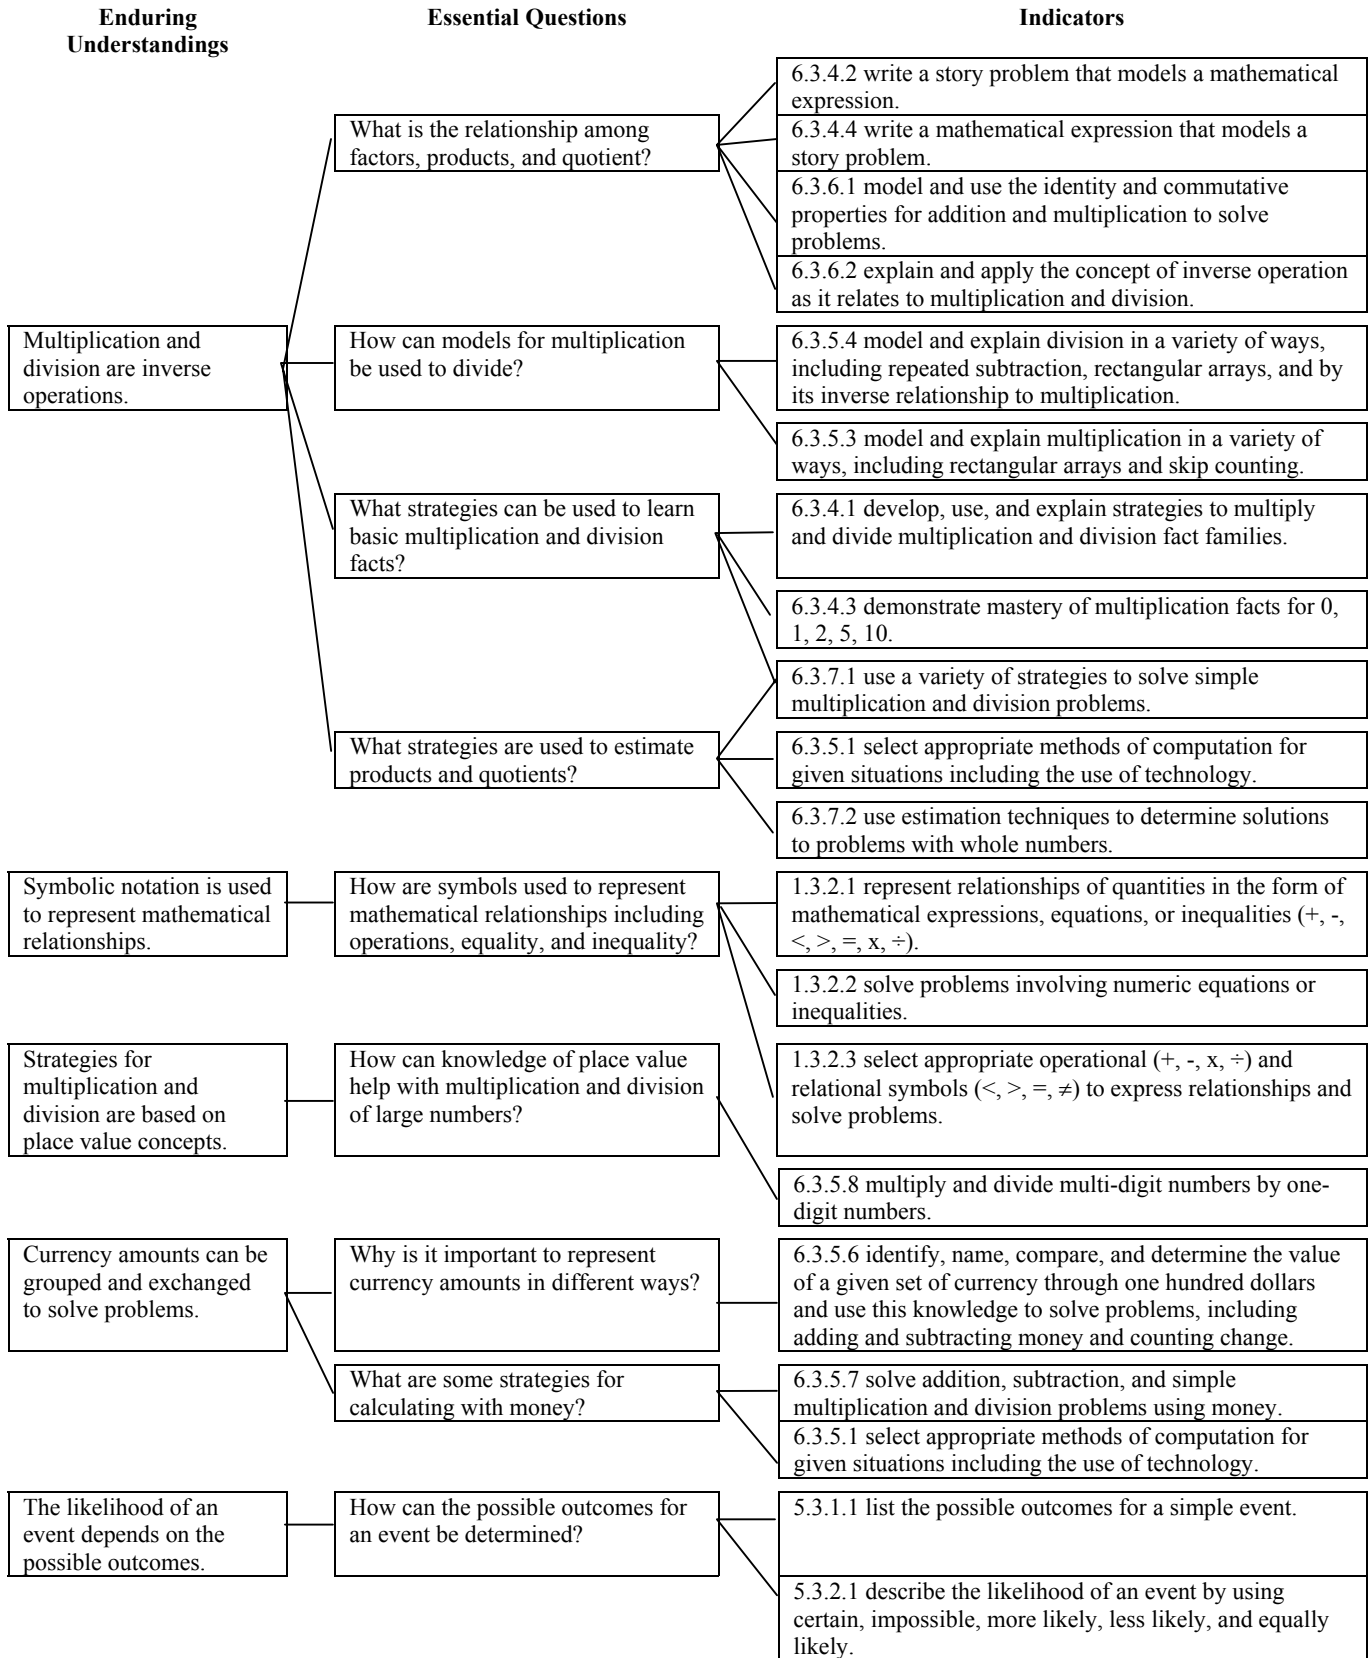 Enduring
Understandings
Essential Questions
Indicators
6.3.4.2 write a story problem that models a mathematical
expression.
What is the relationship among
factors, products, and quotient?
6.3.4.4 write a mathematical expression that models a
story problem.
6.3.6.1 model and use the identity and commutative
properties for addition and multiplication to solve
problems.
6.3.6.2 explain and apply the concept of inverse operation
as it relates to multiplication and division.
Multiplication and
division are inverse
operations.
How can models for multiplication
be used to divide?
6.3.5.4 model and explain division in a variety of ways,
including repeated subtraction, rectangular arrays, and by
its inverse relationship to multiplication.
6.3.5.3 model and explain multiplication in a variety of
ways, including rectangular arrays and skip counting.
What strategies can be used to learn
basic multiplication and division
facts?
6.3.4.1 develop, use, and explain strategies to multiply
and divide multiplication and division fact families.
6.3.4.3 demonstrate mastery of multiplication facts for 0,
1, 2, 5, 10.
6.3.7.1 use a variety of strategies to solve simple
multiplication and division problems.
What strategies are used to estimate
products and quotients?
6.3.5.1 select appropriate methods of computation for
given situations including the use of technology.
6.3.7.2 use estimation techniques to determine solutions
to problems with whole numbers.
Symbolic notation is used
to represent mathematical
relationships.
How are symbols used to represent
mathematical relationships including
operations, equality, and inequality?
1.3.2.1 represent relationships of quantities in the form of
mathematical expressions, equations, or inequalities (+, -,
<, >, =, x, ÷).
1.3.2.2 solve problems involving numeric equations or
inequalities.
Strategies for
multiplication and
division are based on
place value concepts.
How can knowledge of place value
help with multiplication and division
of large numbers?
1.3.2.3 select appropriate operational (+, -, x, ÷) and
relational symbols (<, >, =, ≠) to express relationships and
solve problems.
6.3.5.8 multiply and divide multi-digit numbers by one-
digit numbers.
Currency amounts can be
grouped and exchanged
to solve problems.
Why is it important to represent
currency amounts in different ways?
6.3.5.6 identify, name, compare, and determine the value
of a given set of currency through one hundred dollars
and use this knowledge to solve problems, including
adding and subtracting money and counting change.
What are some strategies for
calculating with money?
6.3.5.7 solve addition, subtraction, and simple
multiplication and division problems using money.
6.3.5.1 select appropriate methods of computation for
given situations including the use of technology.
The likelihood of an
event depends on the
possible outcomes.
How can the possible outcomes for
an event be determined?
5.3.1.1 list the possible outcomes for a simple event.
5.3.2.1 describe the likelihood of an event by using
certain, impossible, more likely, less likely, and equally
likely.